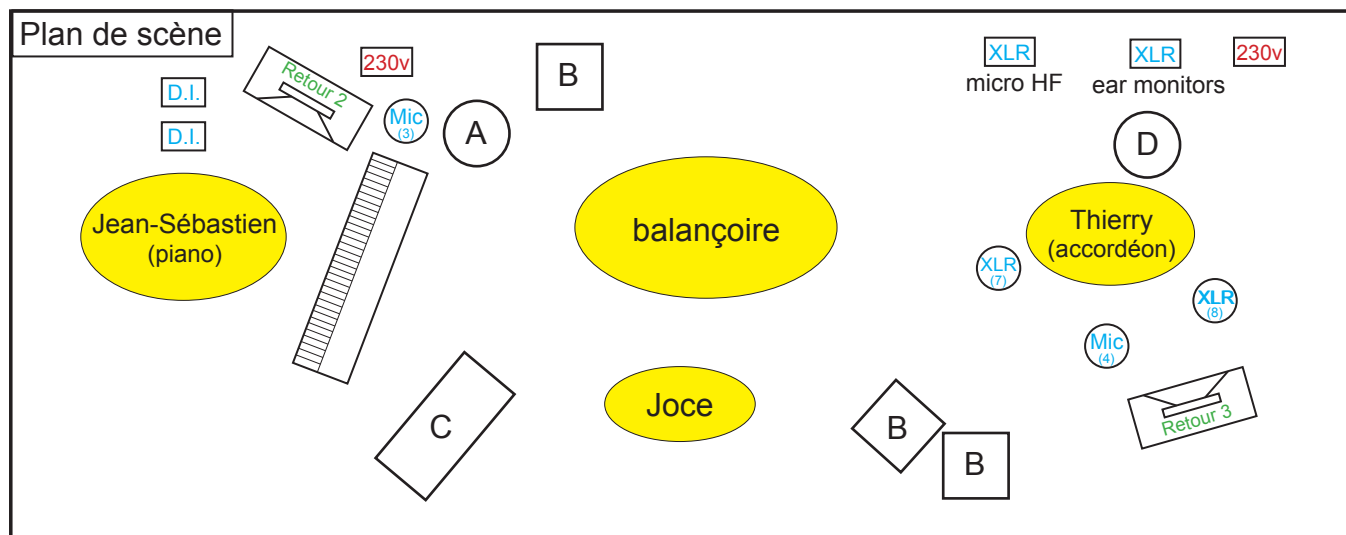 Plan de scène
D.I.
D.I.
Retour 2
230v
Mic
(3)
A
B
XLR
micro HF
XLR
ear monitors
230v
D
Jean-Sébastien
(piano)
balançoire
Thierry
(accordéon)
XLR
(7)
XLR
(8)
Mic
(4)
Retour 3
C
Joce
B
B